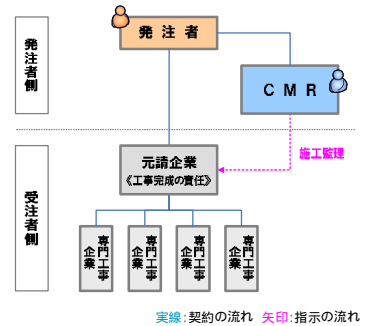 発注者側
発注者
CMR
施工監理
受注者側
元請企業
《工事完成の責任》
専門工事企業
専門工事企業
専門工事企業
専門工事企業
実線:契約の流れ 矢印:指示の流れ